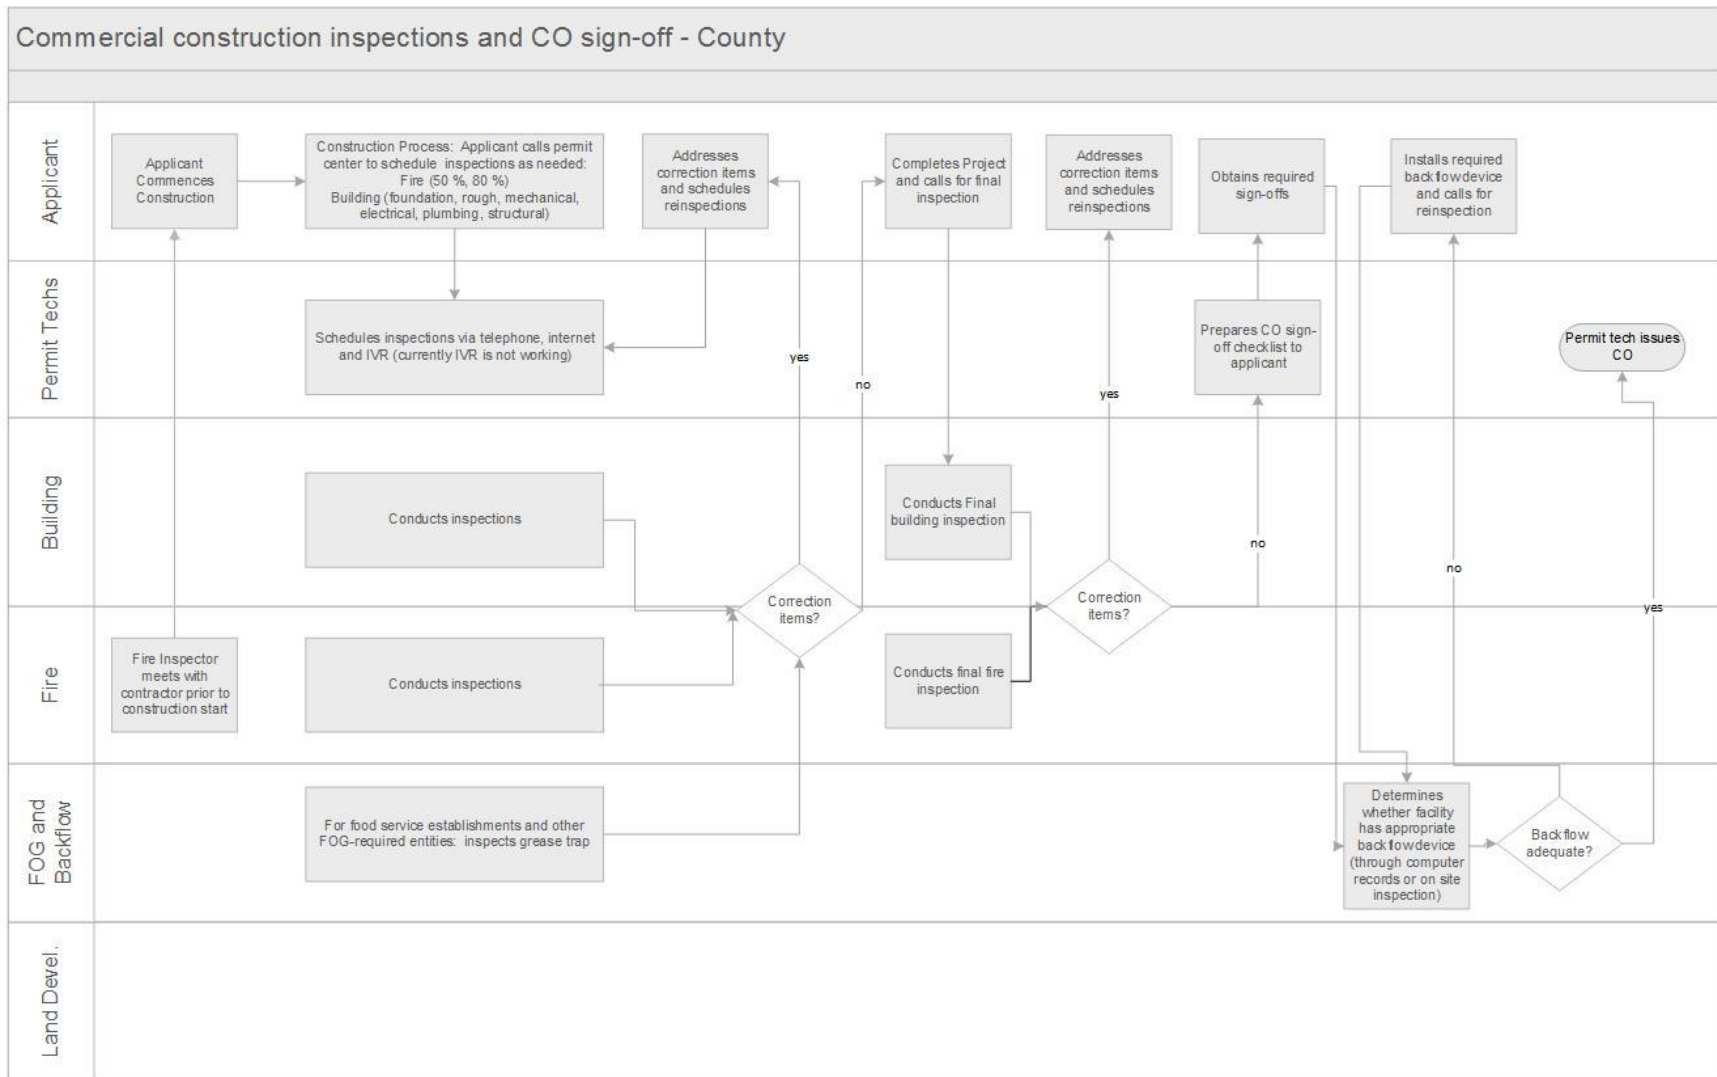 Commercial construction inspections and CO sign-off - County
Applicant
Applicant
Commences
Construction
Construction Process: Applicant calls permit
center to schedule inspections as needed:
Fire (50 %, 80 %)
Building (foundation, rough, mechanical,
electrical, plumbing, structural)
Addresses
correction items
and schedules
reinspections
Completes Project
and calls for final
inspection
Addresses
correction items
and schedules
reinspections
Obtains required
sign-offs
Installs required
backflow device
and calls for
reinspection
Permit Techs
Schedules inspections via telephone, internet
and IVR (currently IVR is not working)
yes
no
yes
Prepares CO sign-
off checklist to
applicant
Permit tech issues
CO
Building
Conducts inspections
Conducts Final
building inspection
no
no
Correction
items?
Correction
items?
yes
Fire
Fire Inspector
meets with
contractor prior to
construction start
Conducts inspections
Conducts final fire
inspection
FOG and
Backflow
For food service establishments and other
FOG-required entities: inspects grease trap
Determines
whether facility
has appropriate
backflow device
(through computer
records or on site
inspection)
Backflow
adequate?
Land Devel.